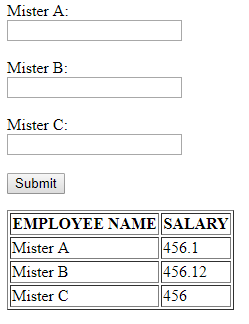 Mister A:
Mister B:
Mister C:
Submit
EMPLOYEE NAME SALARY
Mister A 456.1
Mister B 456.12
Mister C 456